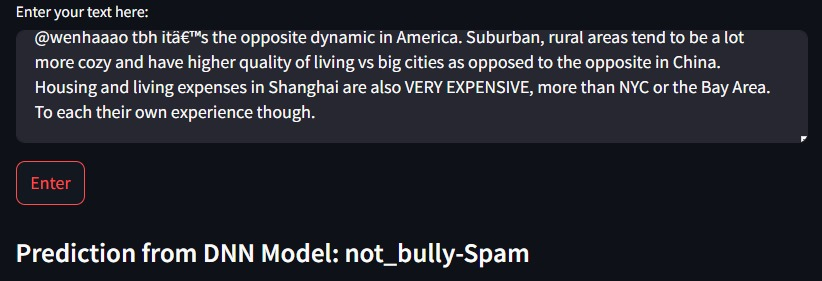 Enter your text here:
@wenhaaao tbh itâ€™s the opposite dynamic in America. Suburban, rural areas tend to be a lot
more cozy and have higher quality of living vs big cities as opposed to the opposite in China.
Housing and living expenses in Shanghai are also VERY EXPENSIVE, more than NYC or the Bay Area.
To each their own experience though.
Enter
Prediction from DNN Model: not_bully-Spam